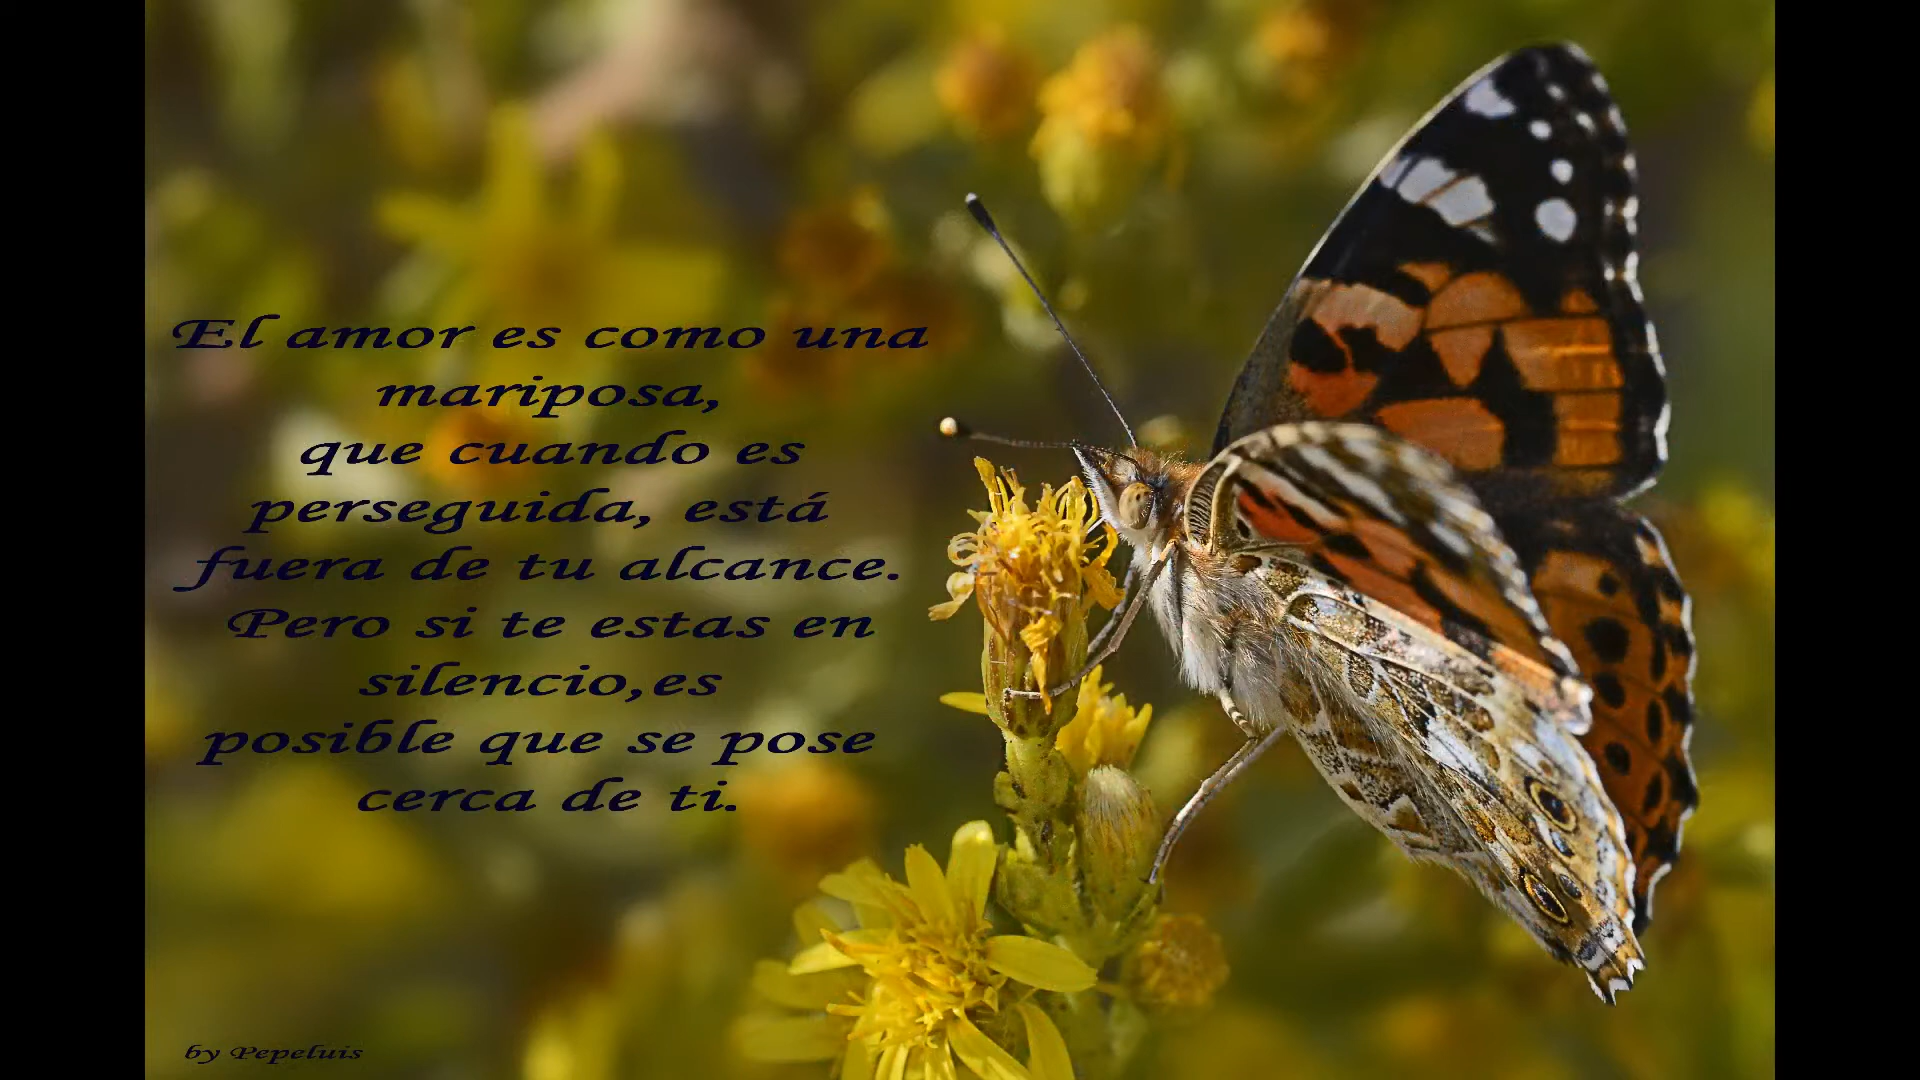 El amor es como una
mariposa,
que cuando es
perseguida, está
fuera de tu alcance.
Pero si te estas en
silencio,es
posible que se pose
cerca de ti.
by Pepeluis